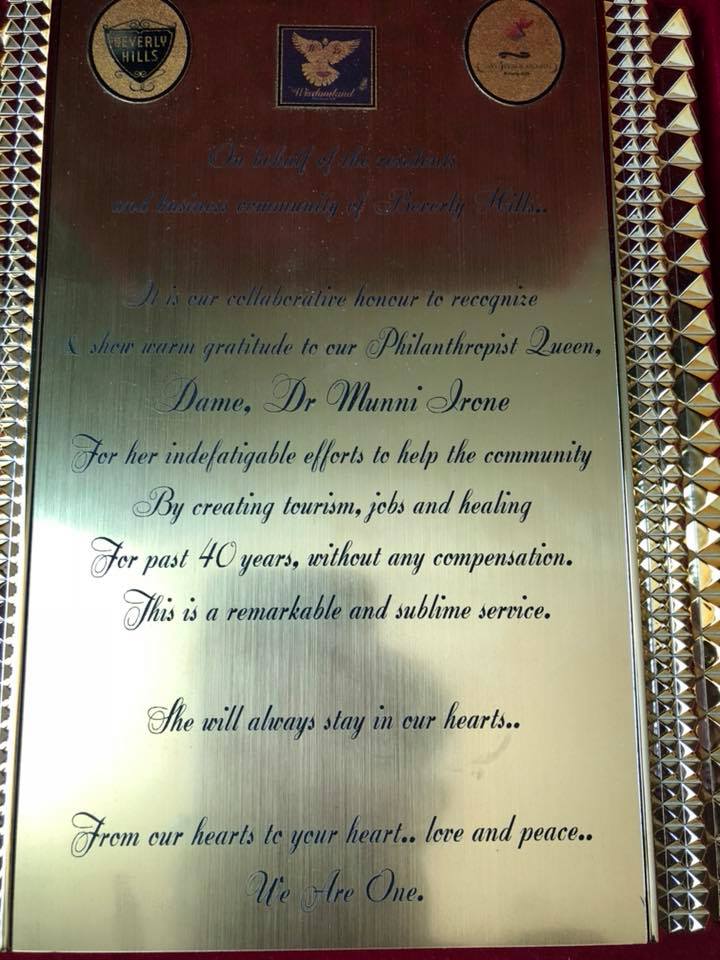 BEVERLY
HILLS
Wisdomland
On behalf of the residents
and business community of Beverly Hills..
It is our collaborative honour to recognize
& show warm gratitude to our Philanthropist Queen,
Dame, Dr Munni Irone
For her indefatigable efforts to help the community
By creating tourism, jobs and healing
For past 40 years, without any compensation.
This is a remarkable and sublime service.
She will always stay in our hearts..
From our hearts to your heart.. love and peace..
We Are One.